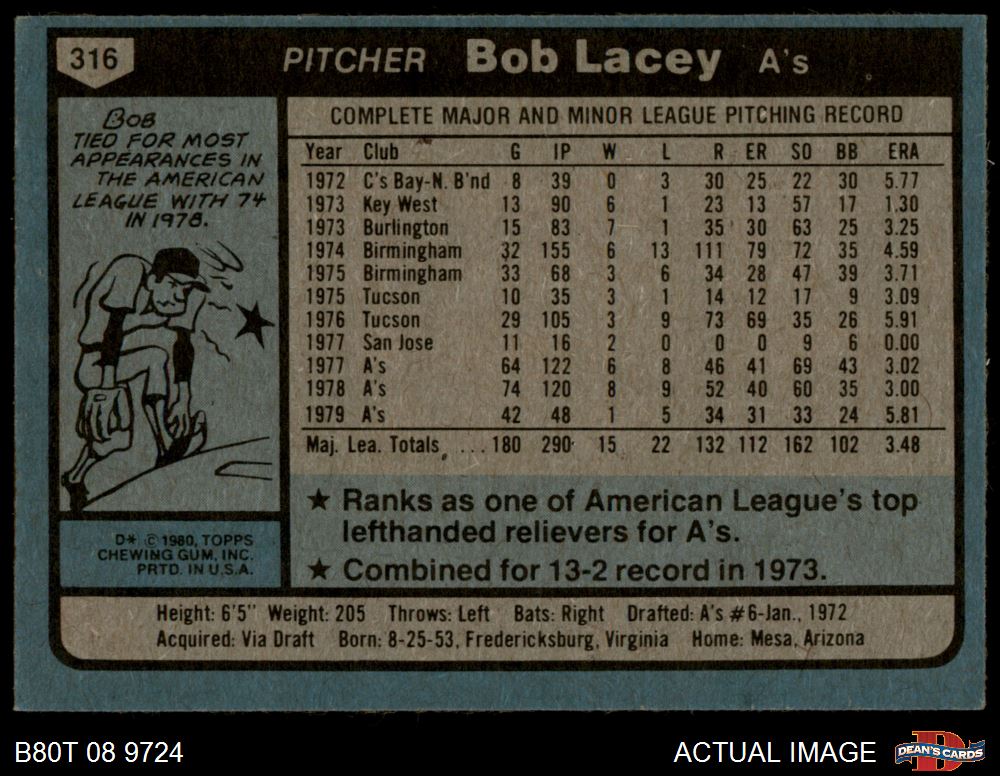 316
PITCHER Bob Lacey A's
BOB
TIED FOR MOST
APPEARANCES IN
THE AMERICAN
LEAGUE WITH 74
IN 1978.
COMPLETE MAJOR AND MINOR LEAGUE PITCHING RECORD
Year Club G IP W L R ER SO BB ERA
1972 C's Bay-N. B'nd 8 39 0 3 30 25 22 30 5.77
1973 Key West 13 90 6 1 23 13 57 17 1.30
1973 Burlington 15 83 7 1 35 30 63 25 3.25
1974 Birmingham 32 155 6 13 111 79 72 35 4.59
1975 Birmingham 33 68 3 6 34 28 47 39 3.71
1975 Tucson 10 35 3 1 14 12 17 9 3.09
1976 Tucson 29 105 3 9 73 69 35 26 5.91
1977 San Jose 11 16 2 0 0 0 9 6 0.00
1977 A's 64 122 6 8 46 41 69 43 3.02
1978 A's 74 120 8 9 52 40 60 35 3.00
1979 A's 42 48 1 5 34 31 33 24 5.81
Maj. Lea. Totals ... 180 290 15 22 132 112 162 102 3.48
★ Ranks as one of American League's top
lefthanded relievers for A's.
★ Combined for 13-2 record in 1973.
D* © 1980, TOPPS
CHEWING GUM, INC.
PRTD. IN U.S.A.
Height: 6'5" Weight: 205 Throws: Left Bats: Right Drafted: A's #6-Jan., 1972
Acquired: Via Draft Born: 8-25-53, Fredericksburg, Virginia Home: Mesa, Arizona
B80T 08 9724
ACTUAL IMAGE
D
DEAN'S CARDS